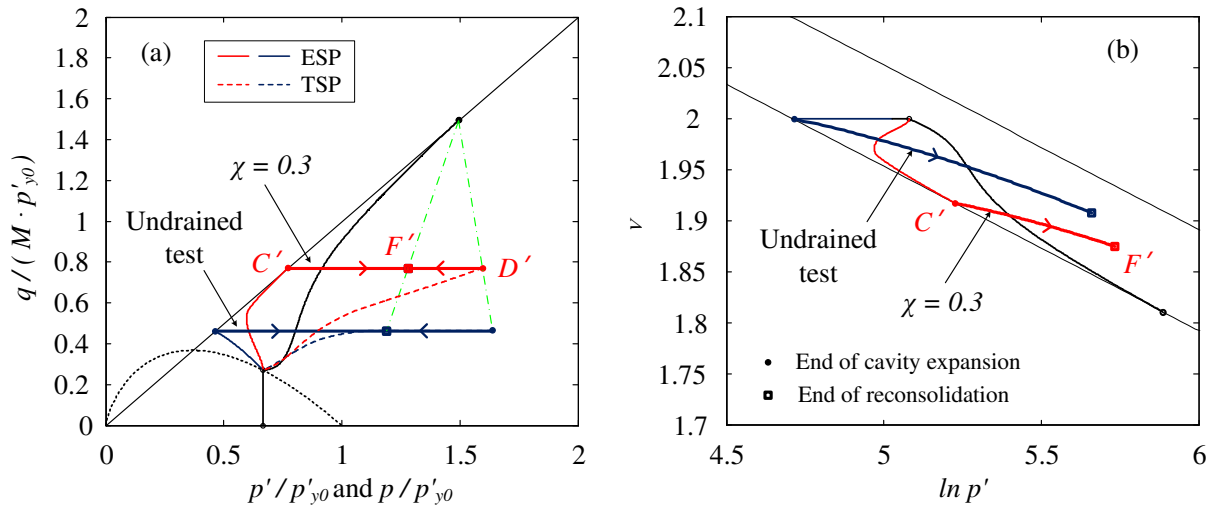 (a)
ESP
TSP
χ = 0.3
Undrained
test
C′
F′
D′
q / ( M · p′y0 )
2
1.8
1.6
1.4
1.2
1
0.8
0.6
0.4
0.2
0
0
0.5
1
1.5
2
p′ / p′y0 and p / p′y0
(b)
2.1
2.05
2
1.95
1.9
1.85
1.8
1.75
1.7
v
C′
F′
Undrained
test
χ = 0.3
End of cavity expansion
End of reconsolidation
4.5
5
5.5
6
ln p′